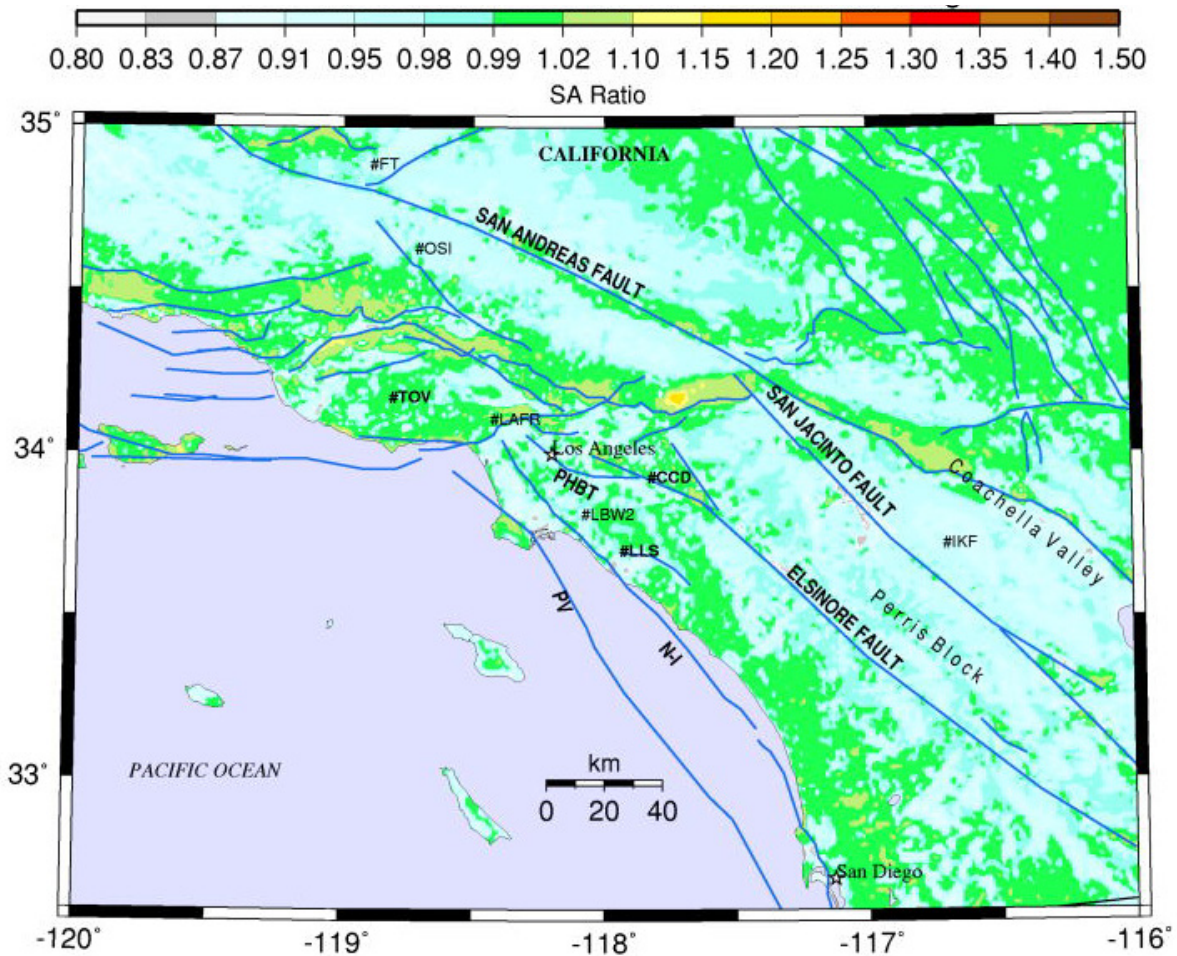 0.80 0.83 0.87 0.91 0.95 0.98 0.99 1.02 1.10 1.15 1.20 1.25 1.30 1.35 1.40 1.50
SA Ratio
35°
CALIFORNIA
#FT
SAN ANDREAS FAULT
#OSI
#TOV
#LAFR
34°
Los Angeles
SAN JACINTO FAULT
PHBT
#CCD
Coachella Valley
#LBW2
#IKF
#LLS
ELSINORE FAULT
PV
Perris Block
N-I
33°
PACIFIC OCEAN
km
0 20 40
San Diego
-120° -119° -118° -117° -116°